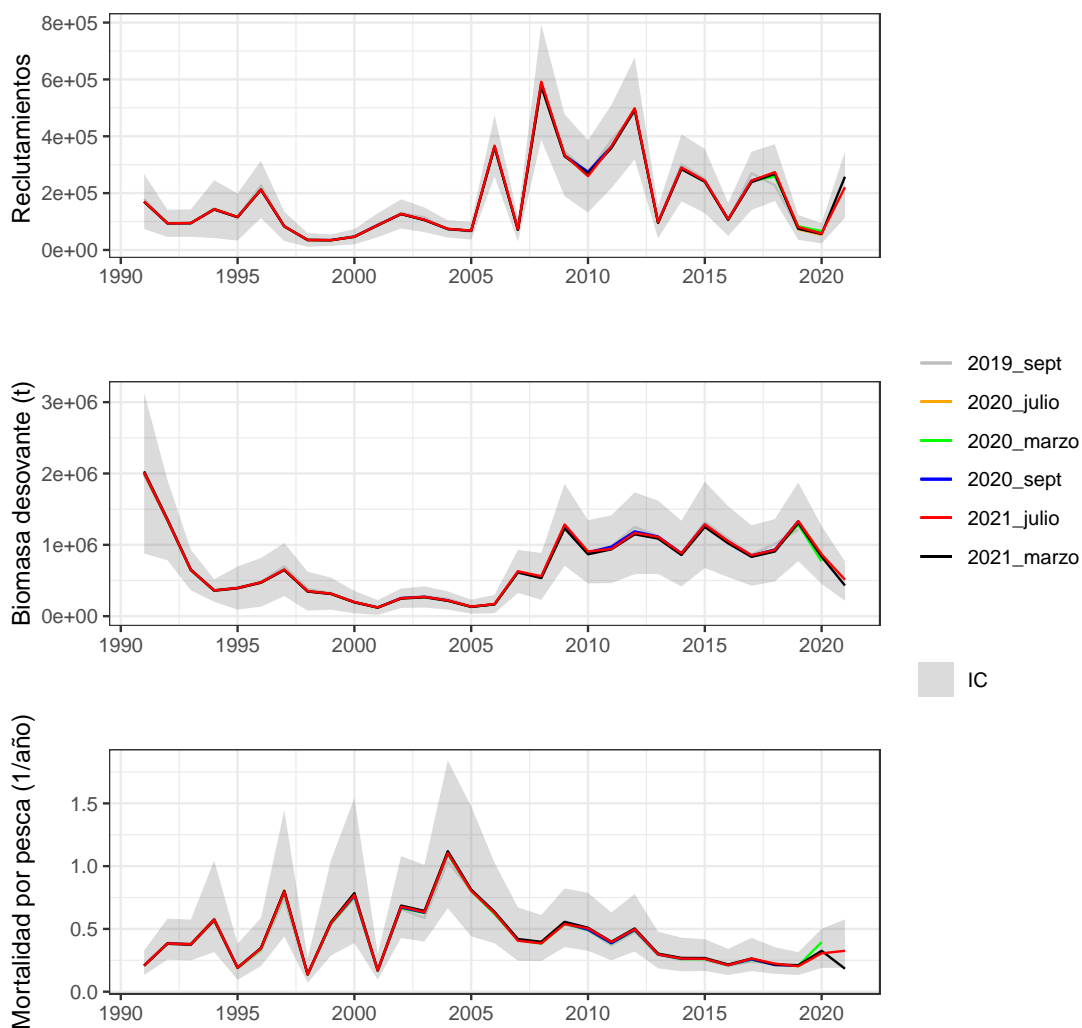 Reclutamientos
8e+05
6e+05
4e+05
2e+05
0e+00
1990 1995 2000 2005 2010 2015 2020
Biomasa desovante (t)
3e+06
2e+06
1e+06
0e+00
1990 1995 2000 2005 2010 2015 2020
Mortalidad por pesca (1/año)
1.5
1.0
0.5
0.0
1990 1995 2000 2005 2010 2015 2020
2019_sept
2020_julio
2020_marzo
2020_sept
2021_julio
2021_marzo
IC